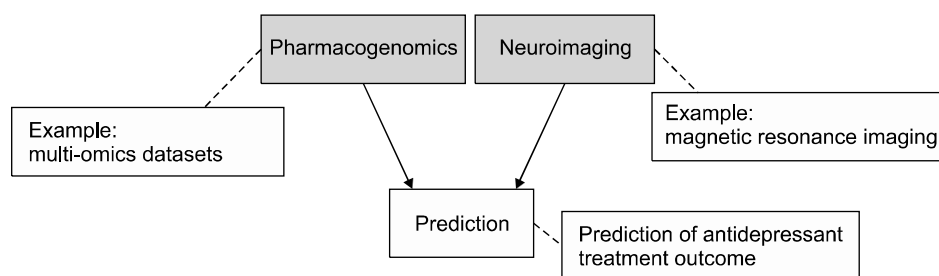 Pharmacogenomics
Neuroimaging
Example:
multi-omics datasets
Example:
magnetic resonance imaging
Prediction
Prediction of antidepressant
treatment outcome